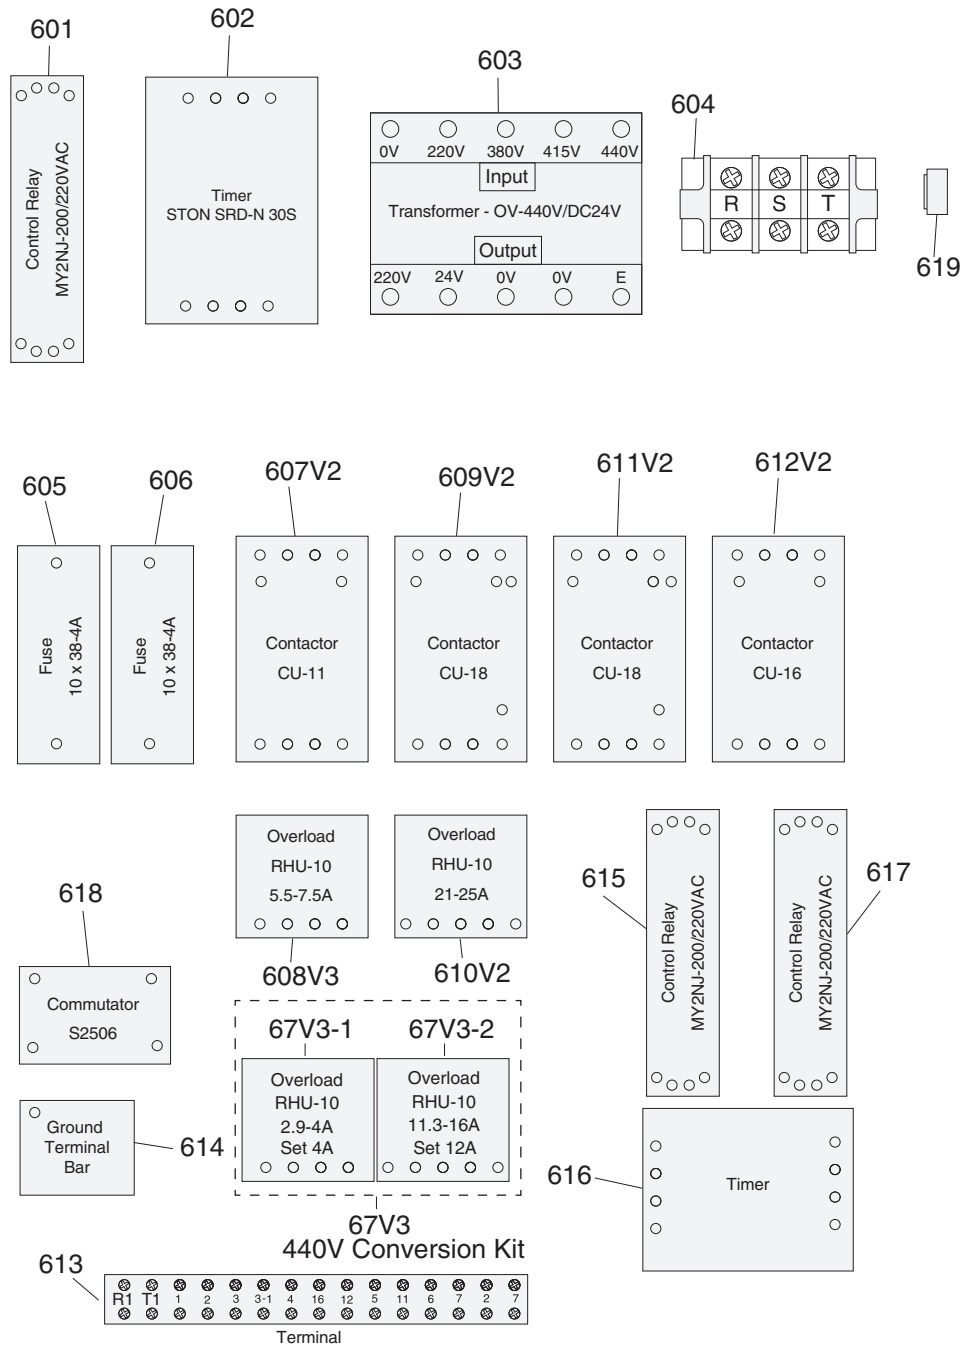 601
602
603
604
619
Control Relay
MY2NJ-200/220VAC
Timer
STON SRD-N 30S
0V 220V 380V 415V 440V
Input
Transformer - OV-440V/DC24V
Output
220V 24V 0V 0V E
R S T
605
606
607V2
609V2
611V2
612V2
Fuse
10 x 38-4A
Fuse
10 x 38-4A
Contactor
CU-11
Contactor
CU-18
Contactor
CU-18
Contactor
CU-16
Overload
RHU-10
5.5-7.5A
608V3
Overload
RHU-10
21-25A
610V2
615
Control Relay
MY2NJ-200/220VAC
617
Control Relay
MY2NJ-200/220VAC
618
Commutator
S2506
67V3-1
67V3-2
Overload
RHU-10
2.9-4A
Set 4A
Overload
RHU-10
11.3-16A
Set 12A
67V3
440V Conversion Kit
614
Ground
Terminal
Bar
616
Timer
613
R1 T1 1 2 3 3-1 4 16 12 5 11 6 7 2 7
Terminal